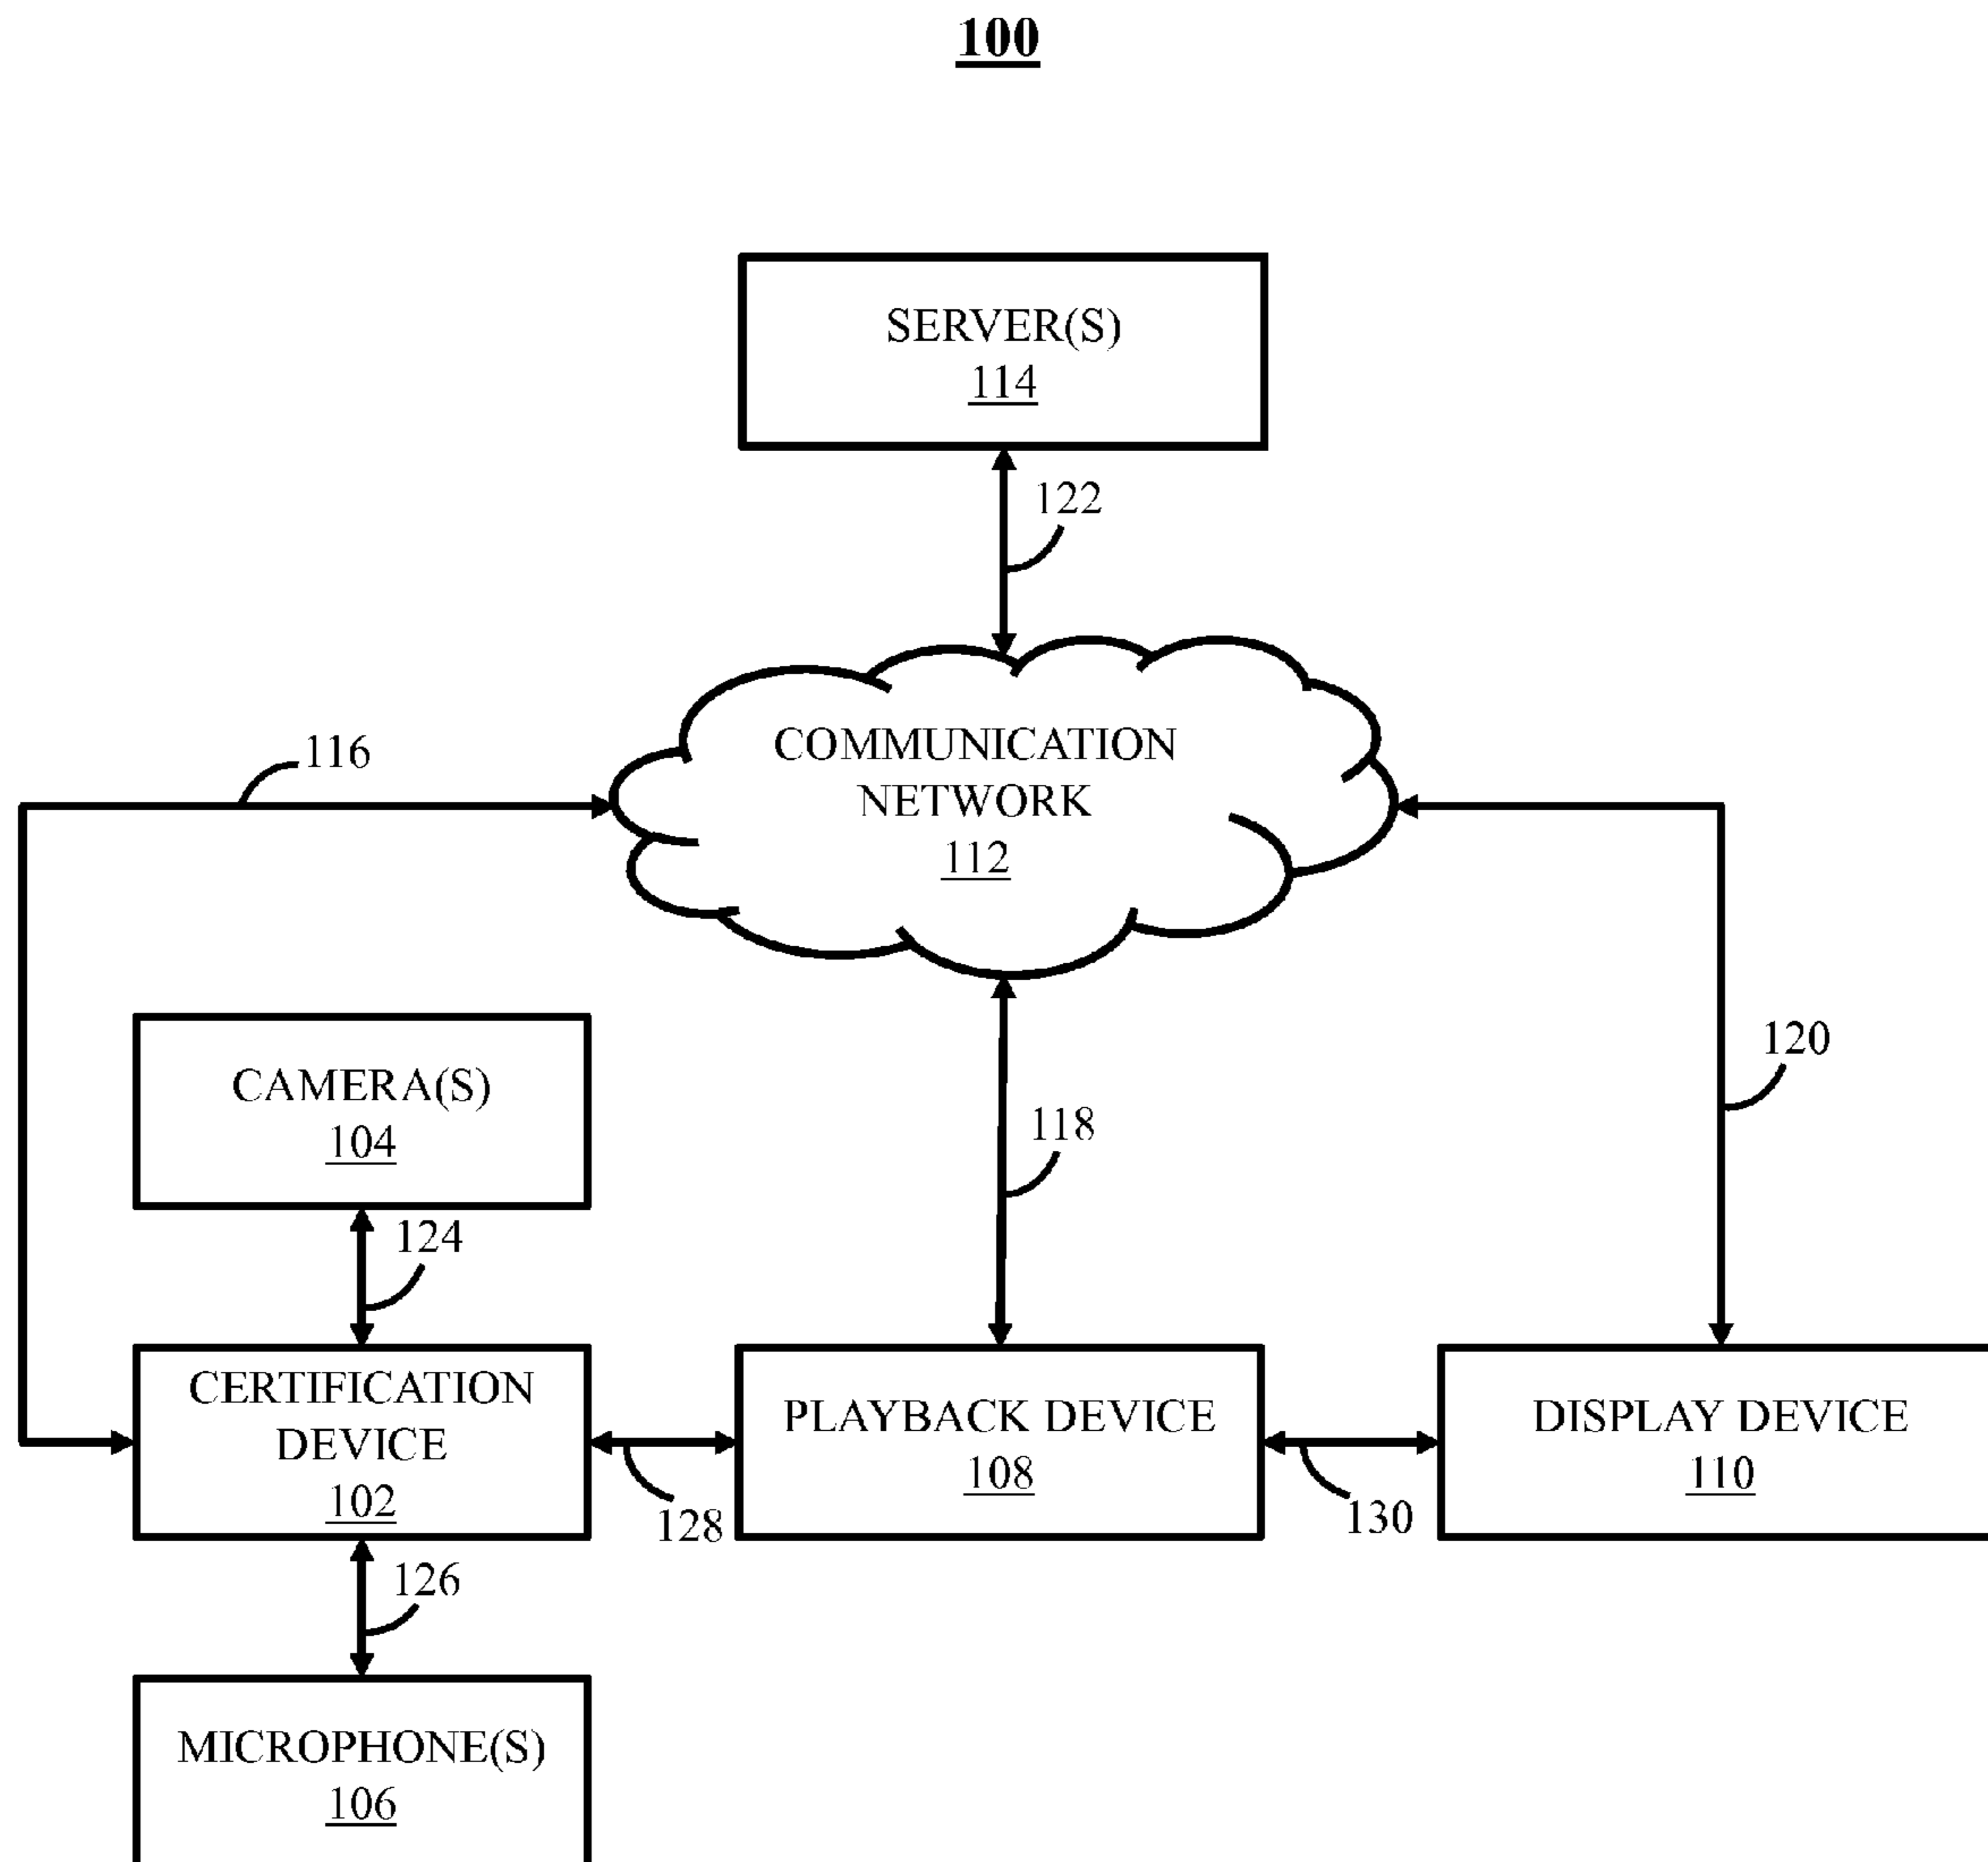 100
SERVER(S)
114
122
COMMUNICATION
NETWORK
112
116
120
CAMERA(S)
104
118
124
CERTIFICATION
DEVICE
102
PLAYBACK DEVICE
108
DISPLAY DEVICE
110
128
130
126
MICROPHONE(S)
106